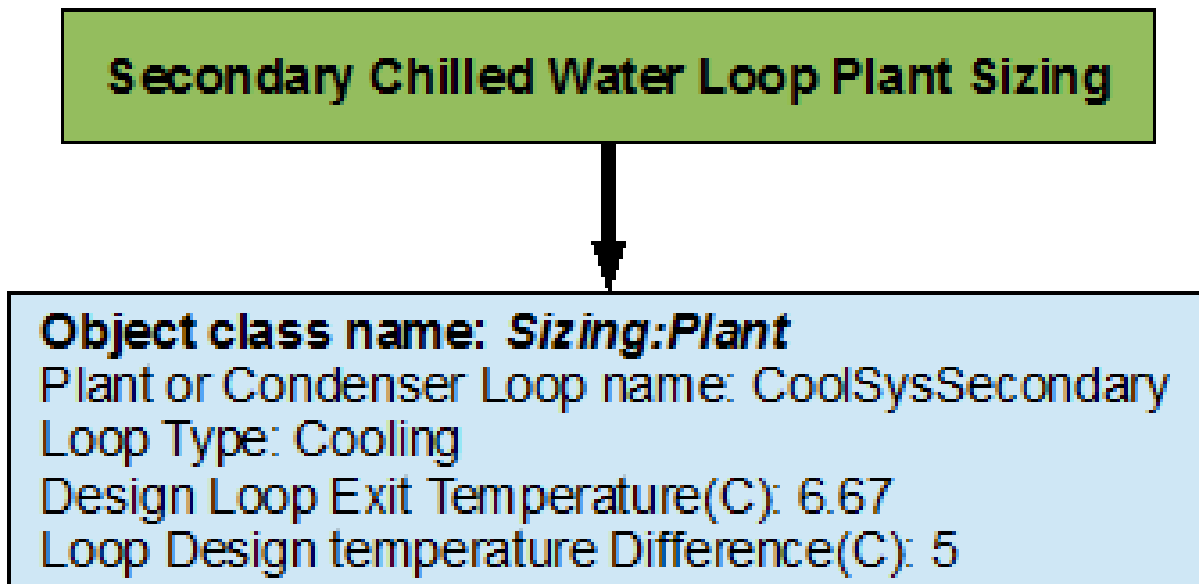 Secondary Chilled Water Loop Plant Sizing
Object class name: Sizing:Plant
Plant or Condenser Loop name: CoolSysSecondary
Loop Type: Cooling
Design Loop Exit Temperature(C): 6.67
Loop Design temperature Difference(C): 5